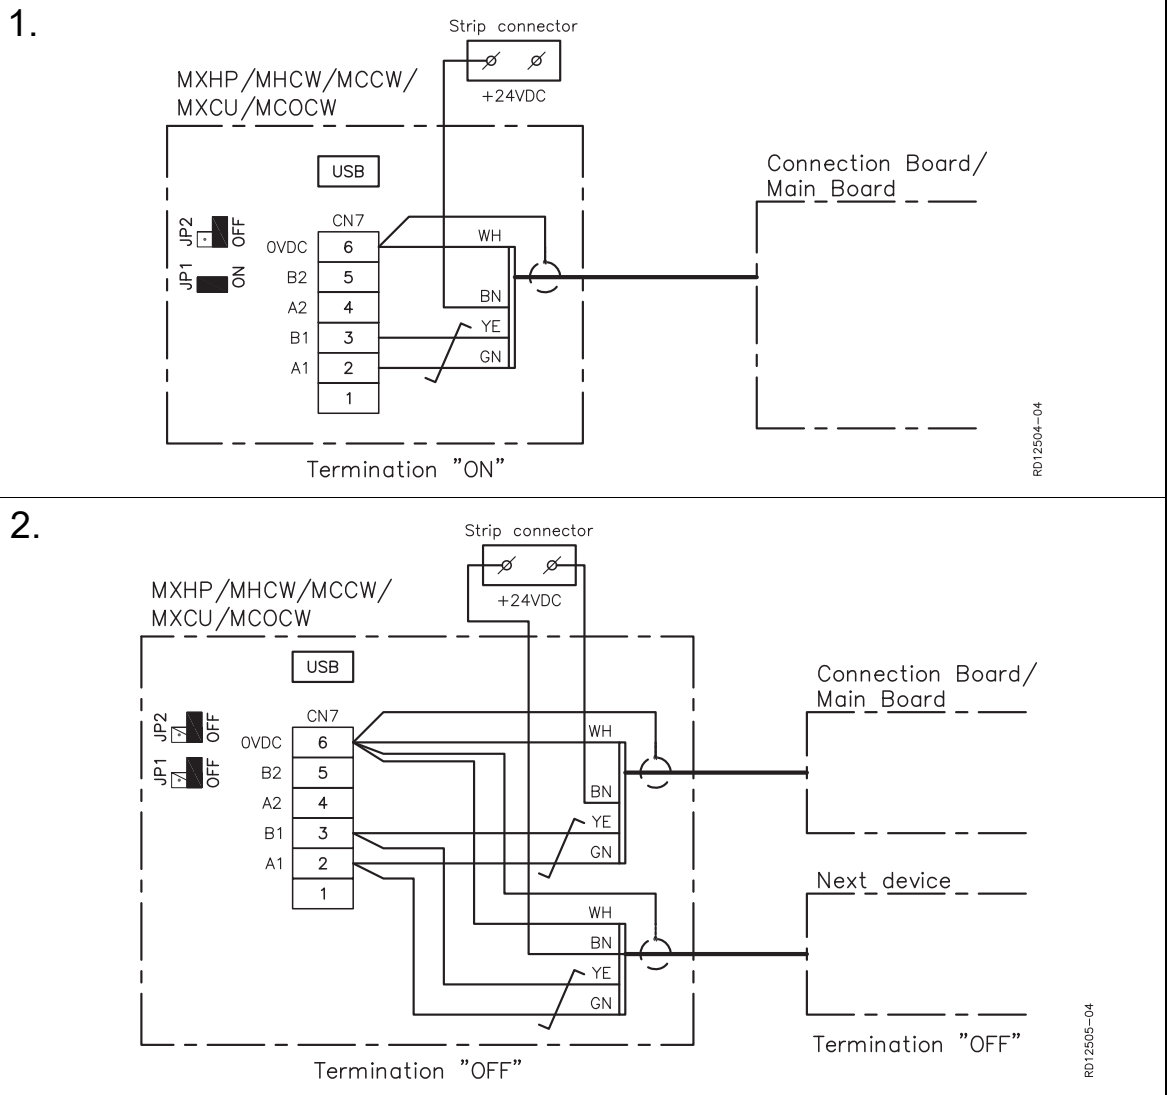 1.
Strip connector
+24VDC
MXHP/MHCW/MCCW/
MXCU/MCOCW
USB
Connection Board/
Main Board
JP2
OFF
JP1
ON
CN7
0VDC 6
B2 5
A2 4
B1 3
A1 2
1
WH
BN
YE
GN
RD12504-04
Termination "ON"
2.
Strip connector
+24VDC
MXHP/MHCW/MCCW/
MXCU/MCOCW
USB
Connection Board/
Main Board
JP2
OFF
JP1
OFF
CN7
0VDC 6
B2 5
A2 4
B1 3
A1 2
1
WH
BN
YE
GN
Next device
WH
BN
YE
GN
RD12505-04
Termination "OFF"
Termination "OFF"